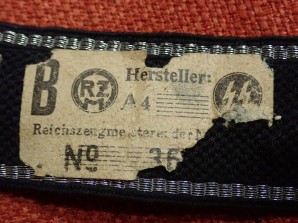 B RZM Hersteller:
A4
Reichszeugmeisterei der N
Nº 36